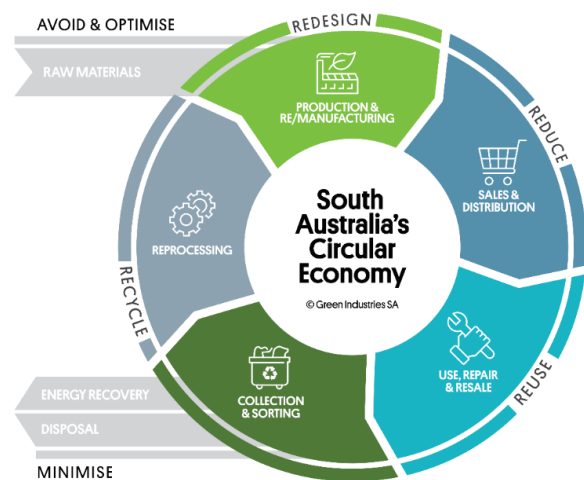 AVOID & OPTIMISE
RAW MATERIALS
REDESIGN
PRODUCTION &
RE/MANUFACTURING
REDUCE
SALES &
DISTRIBUTION
REUSE
USE, REPAIR
& RESALE
COLLECTION
& SORTING
RECYCLE
REPROCESSING
South
Australia's
Circular
Economy
© Green Industries SA
ENERGY RECOVERY
DISPOSAL
MINIMISE